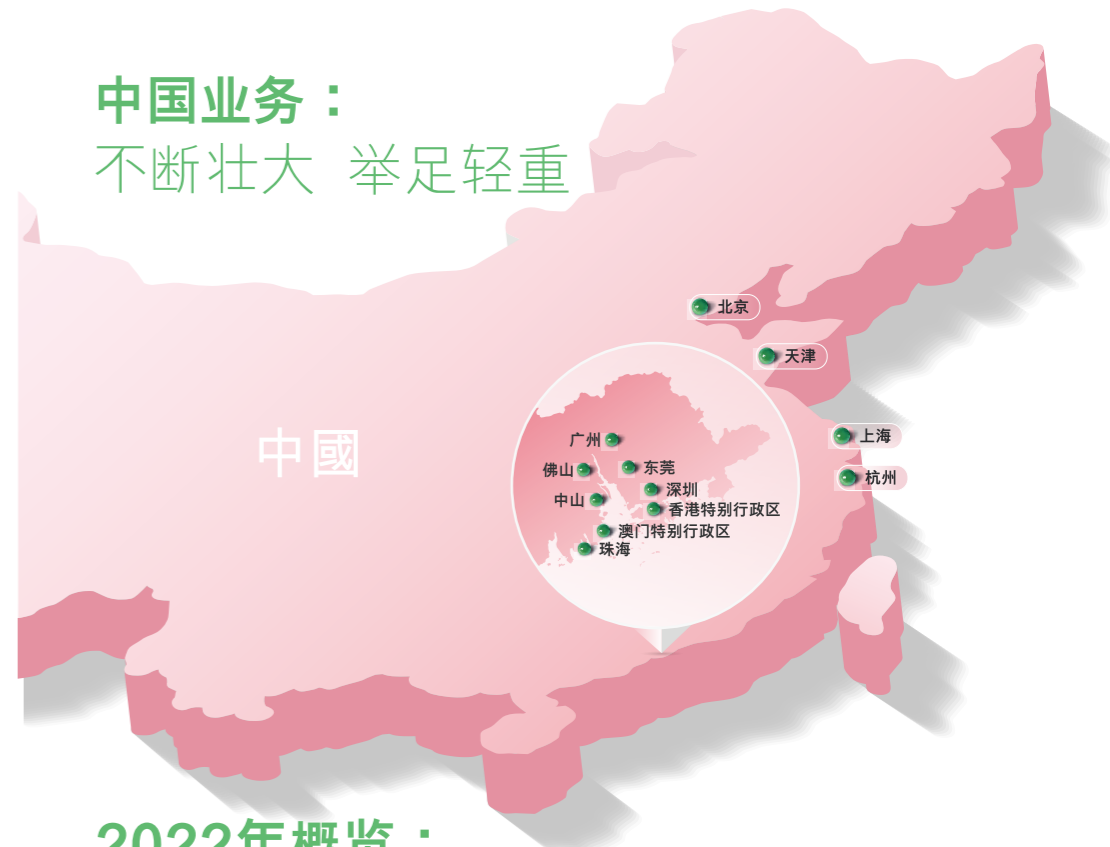 中国业务：
不断壮大 举足轻重
北京
天津
上海
中國
杭州
广州
佛山
东莞
深圳
中山
香港特别行政区
澳门特别行政区
珠海
2022年概览：